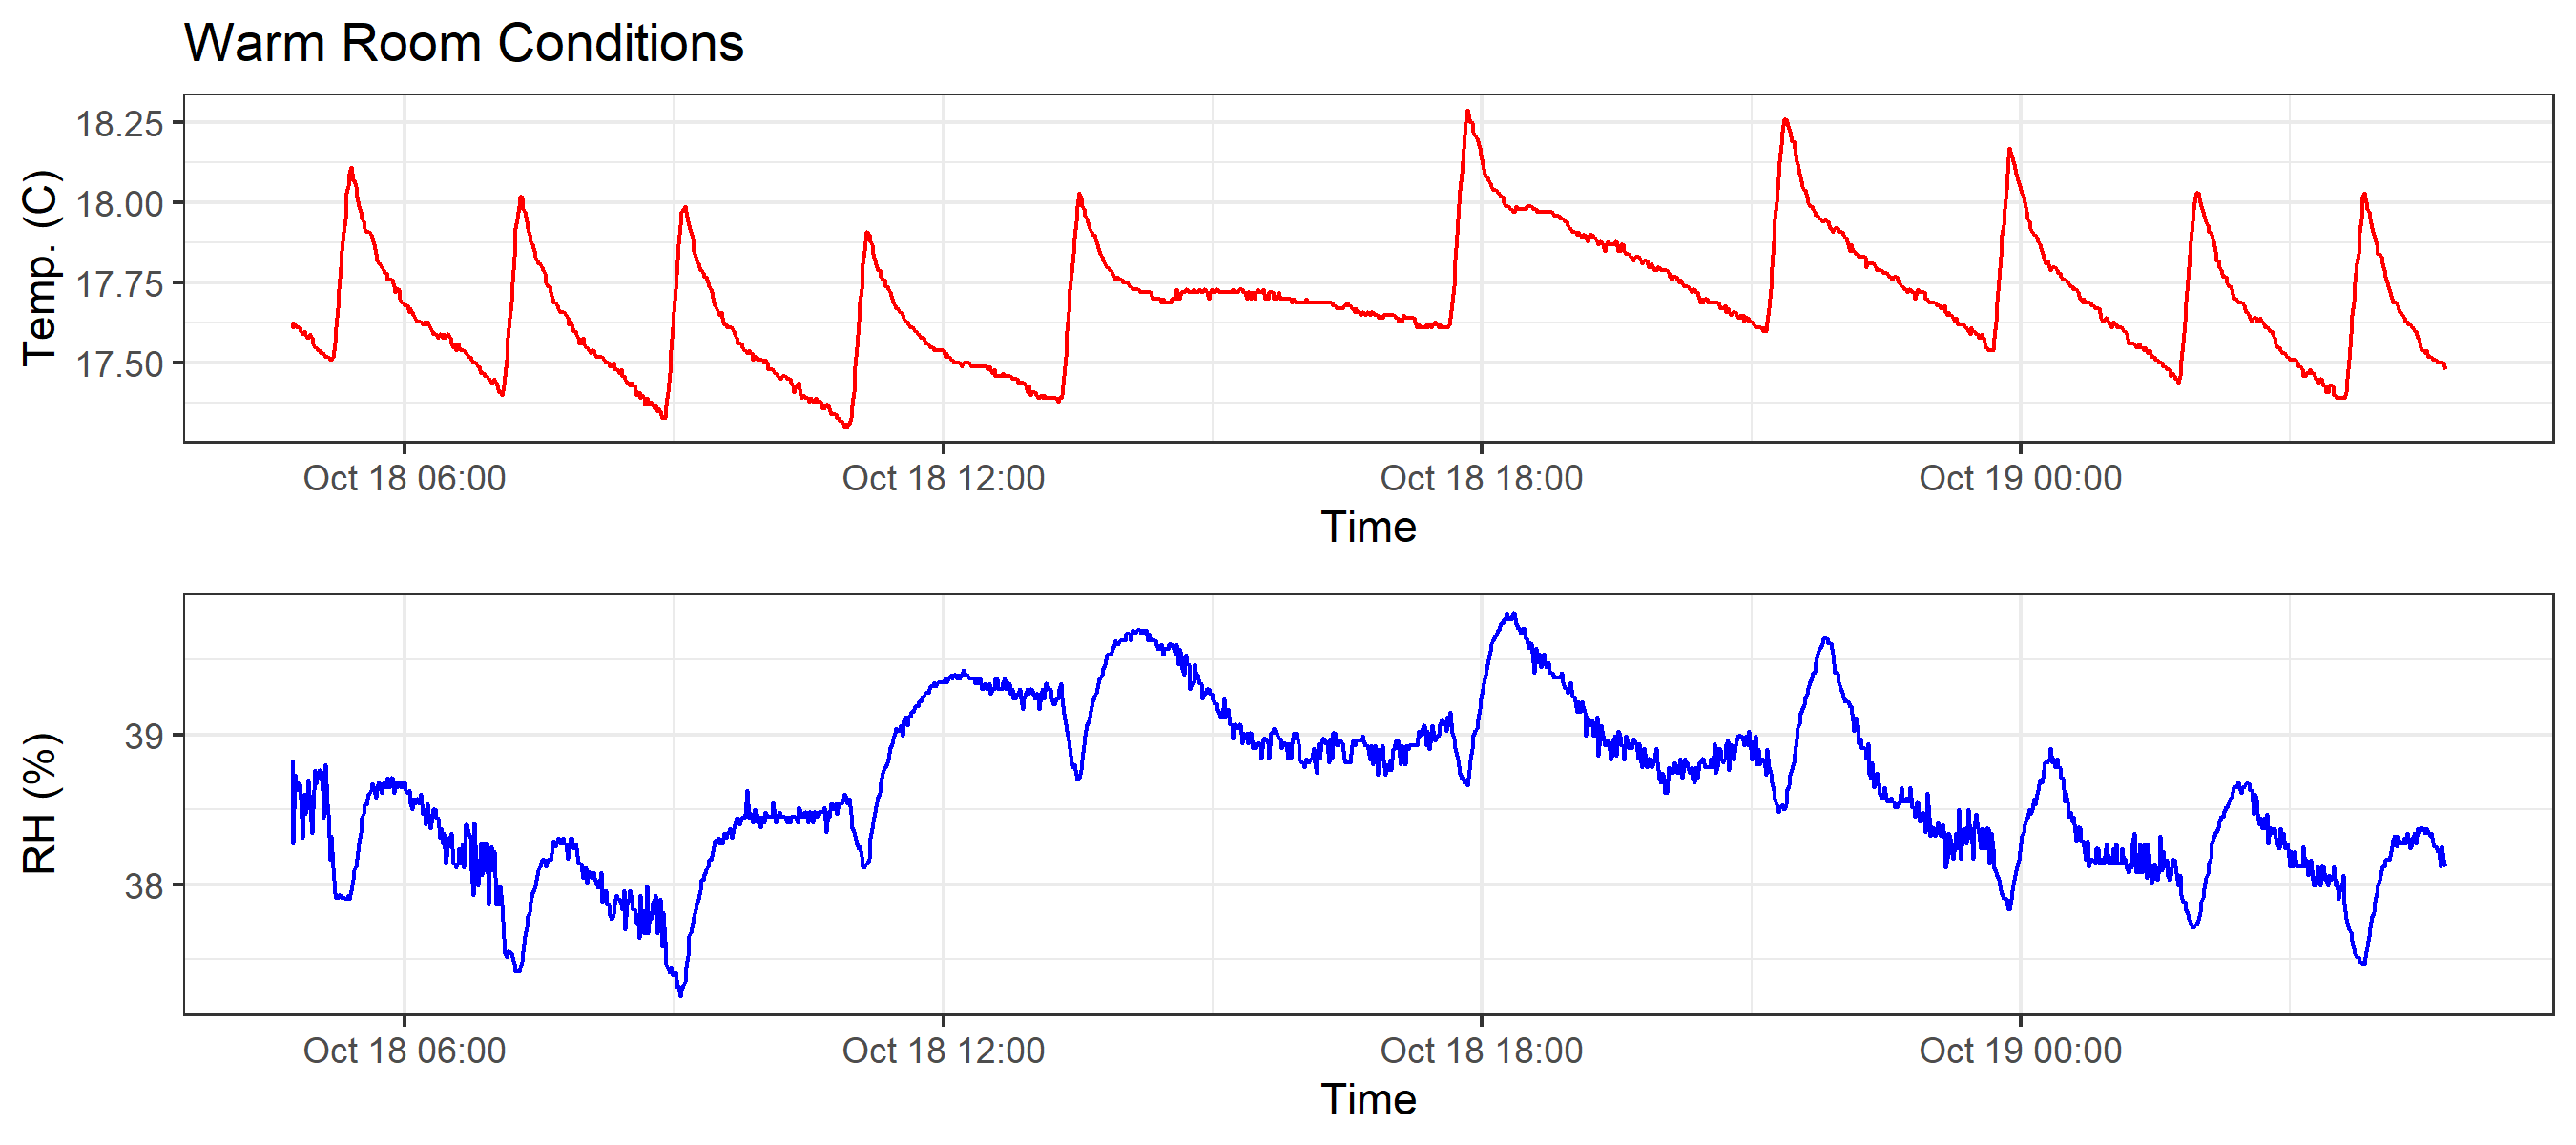 Warm Room Conditions
Temp. (C)
18.25
18.00
17.75
17.50
Oct 18 06:00 Oct 18 12:00 Oct 18 18:00 Oct 19 00:00
Time
RH (%)
39
38
Oct 18 06:00 Oct 18 12:00 Oct 18 18:00 Oct 19 00:00
Time